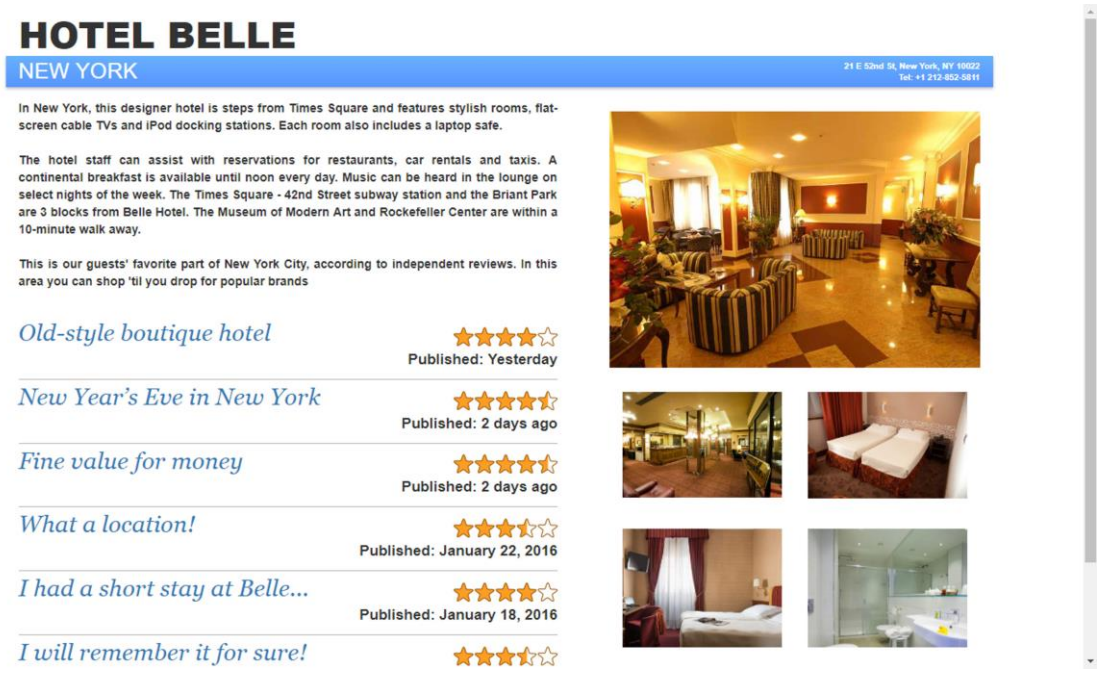 HOTEL BELLE
NEW YORK
21 E 52nd St, New York, NY 10022
Tel: +1 212-852-5811
In New York, this designer hotel is steps from Times Square and features stylish rooms, flat-
screen cable TVs and iPod docking stations. Each room also includes a laptop safe.
The hotel staff can assist with reservations for restaurants, car rentals and taxis. A
continental breakfast is available until noon every day. Music can be heard in the lounge on
select nights of the week. The Times Square - 42nd Street subway station and the Briant Park
are 3 blocks from Belle Hotel. The Museum of Modern Art and Rockefeller Center are within a
10-minute walk away.
This is our guests' favorite part of New York City, according to independent reviews. In this
area you can shop 'til you drop for popular brands
Old-style boutique hotel
Published: Yesterday
New Year’s Eve in New York
Published: 2 days ago
Fine value for money
Published: 2 days ago
What a location!
Published: January 22, 2016
I had a short stay at Belle...
Published: January 18, 2016
I will remember it for sure!